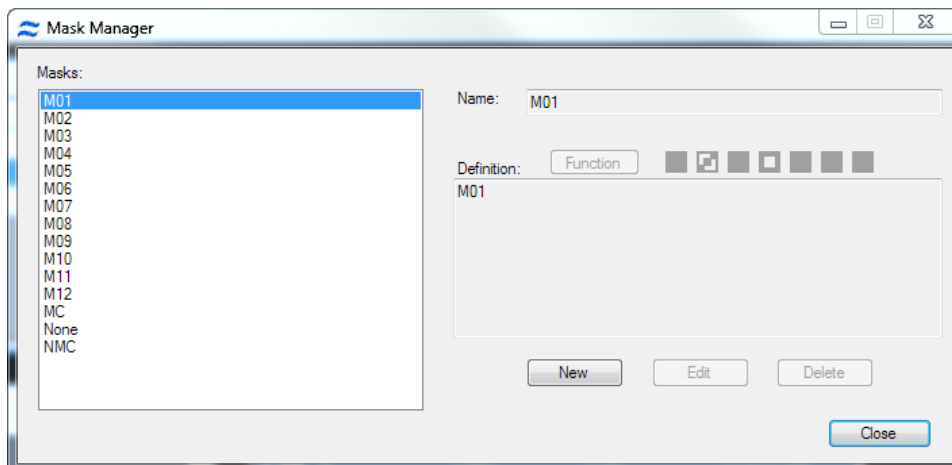 Mask Manager
Masks:
M01
M02
M03
M04
M05
M06
M07
M08
M09
M10
M11
M12
MC
None
NMC
Name: M01
Definition: Function
M01
New Edit Delete
Close